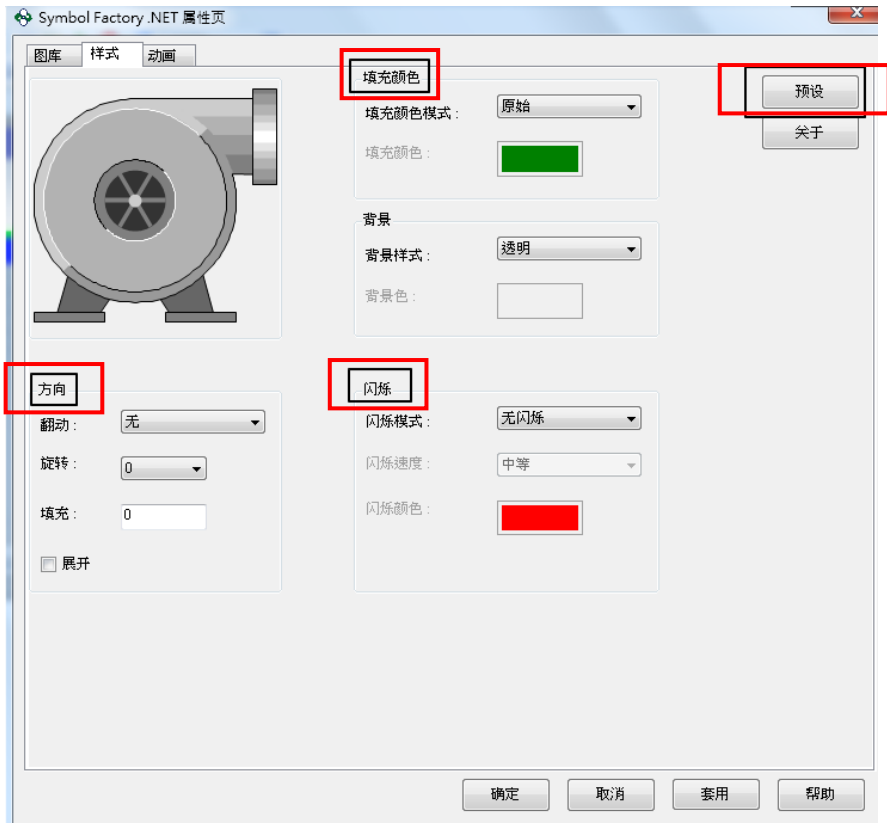 Symbol Factory .NET 属性页
图库 样式 动画
填充颜色
填充颜色模式： 原始
填充颜色：
预设
关于
背景
背景样式： 透明
背景色：
方向
翻动： 无
旋转： 0
填充： 0
展开
闪烁
闪烁模式： 无闪烁
闪烁速度： 中等
闪烁颜色：
确定 取消 套用 帮助